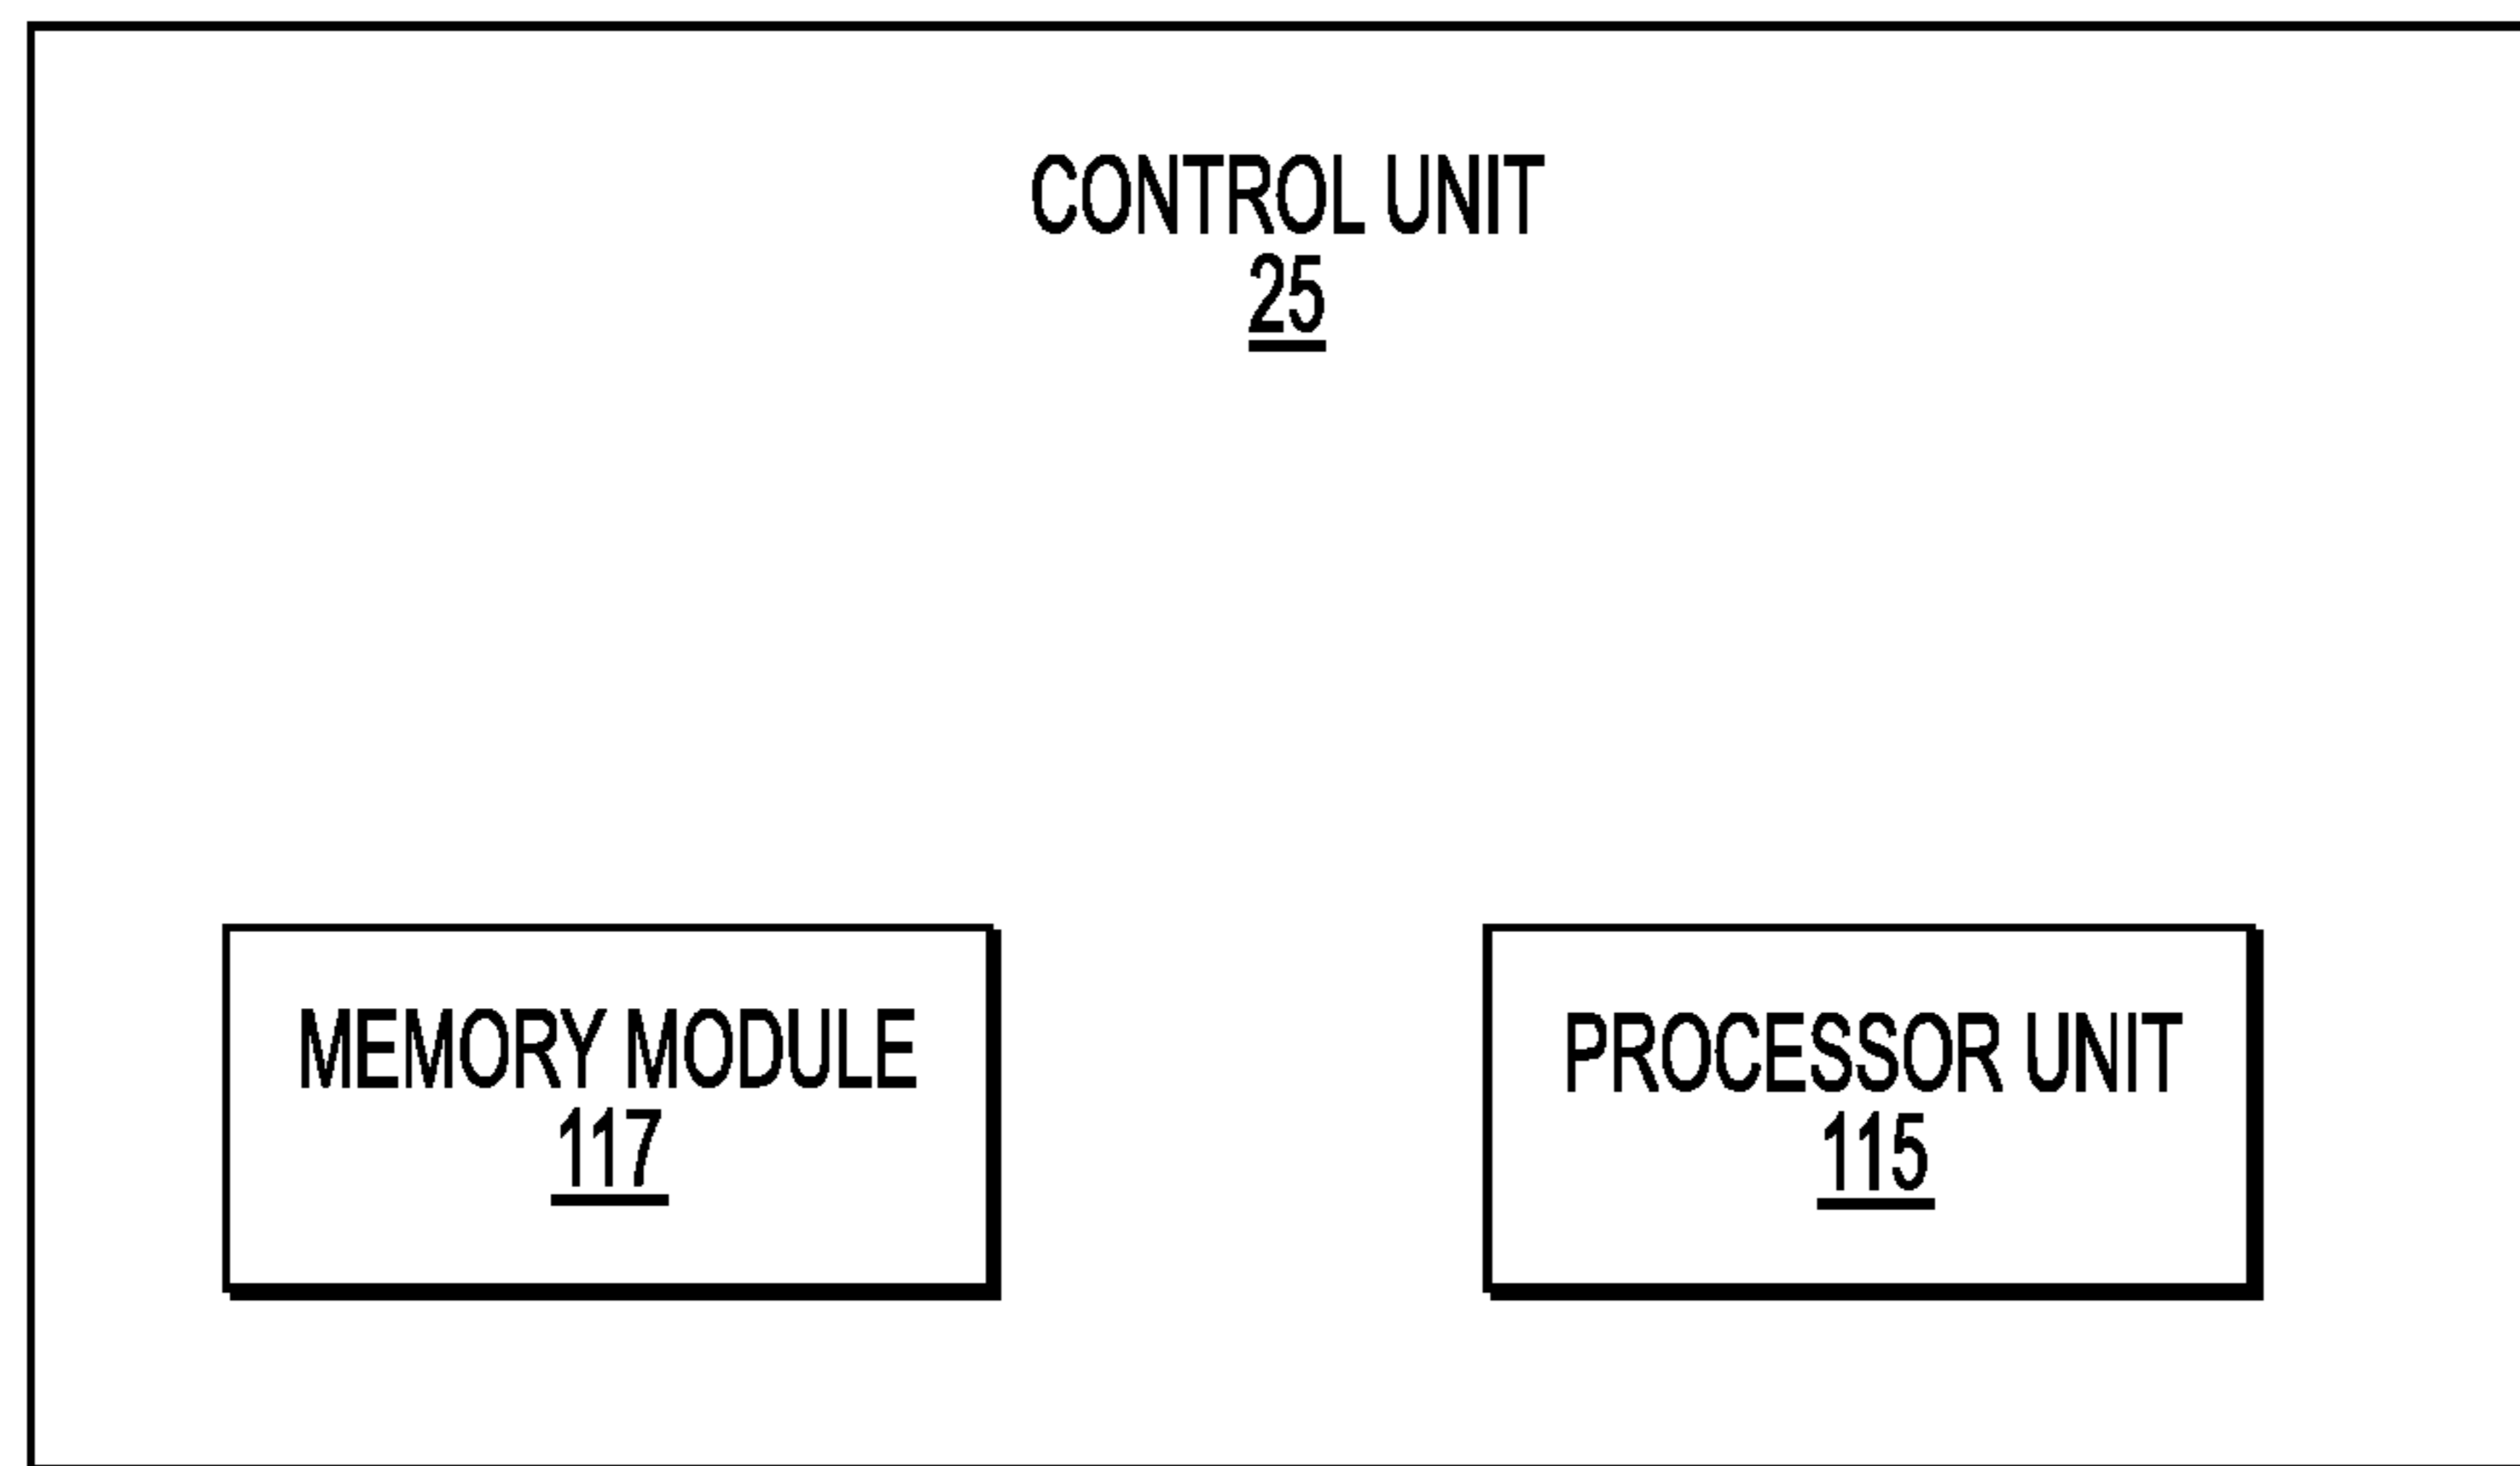 CONTROL UNIT
25
MEMORY MODULE
117
PROCESSOR UNIT
115